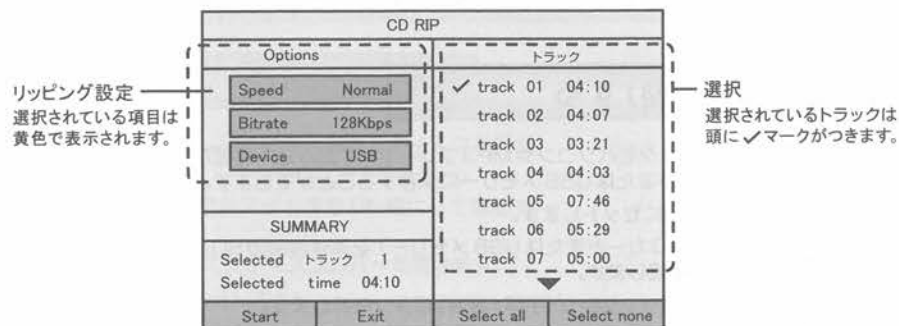 CD RIP
Options
Speed Normal
Bitrate 128Kbps
Device USB
SUMMARY
Selected トラック 1
Selected time 04:10
Start Exit
トラック
✓ track 01 04:10
track 02 04:07
track 03 03:21
track 04 04:03
track 05 07:46
track 06 05:29
track 07 05:00
Select all Select none
リッピング設定
選択されている項目は
黄色で表示されます。
選択
選択されているトラックは
頭に✓マークがつきます。